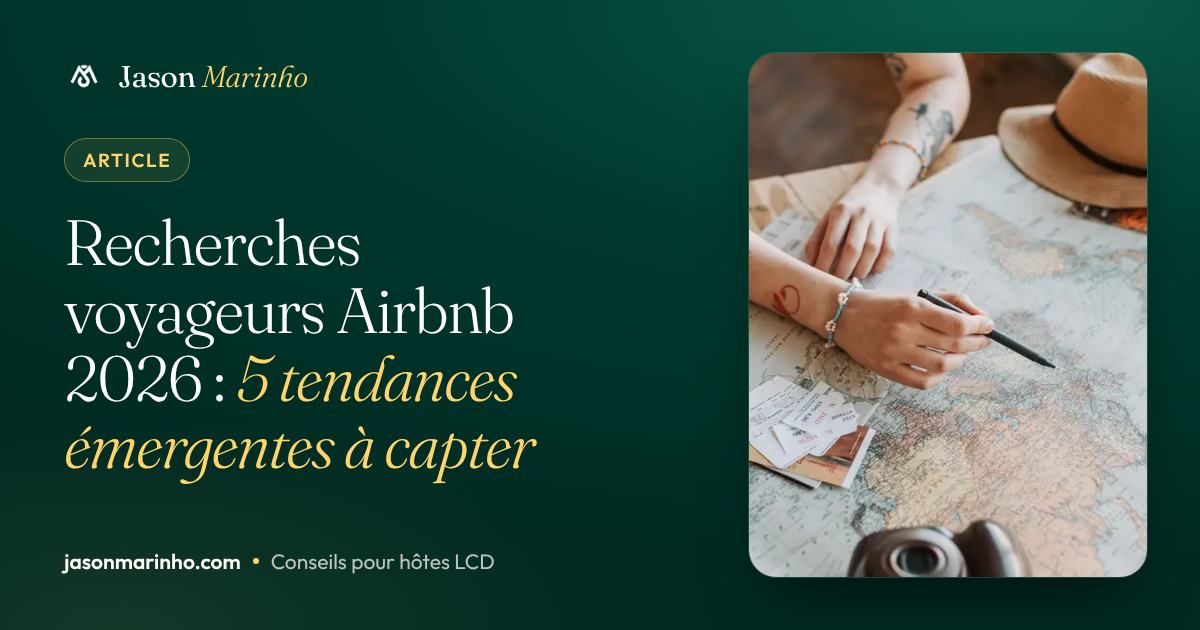 Jason Marinho
ARTICLE
Recherches
voyageurs Airbnb
2026 : 5 tendances
émergentes à capter
jasonmarinho.com • Conseils pour hôtes LCD